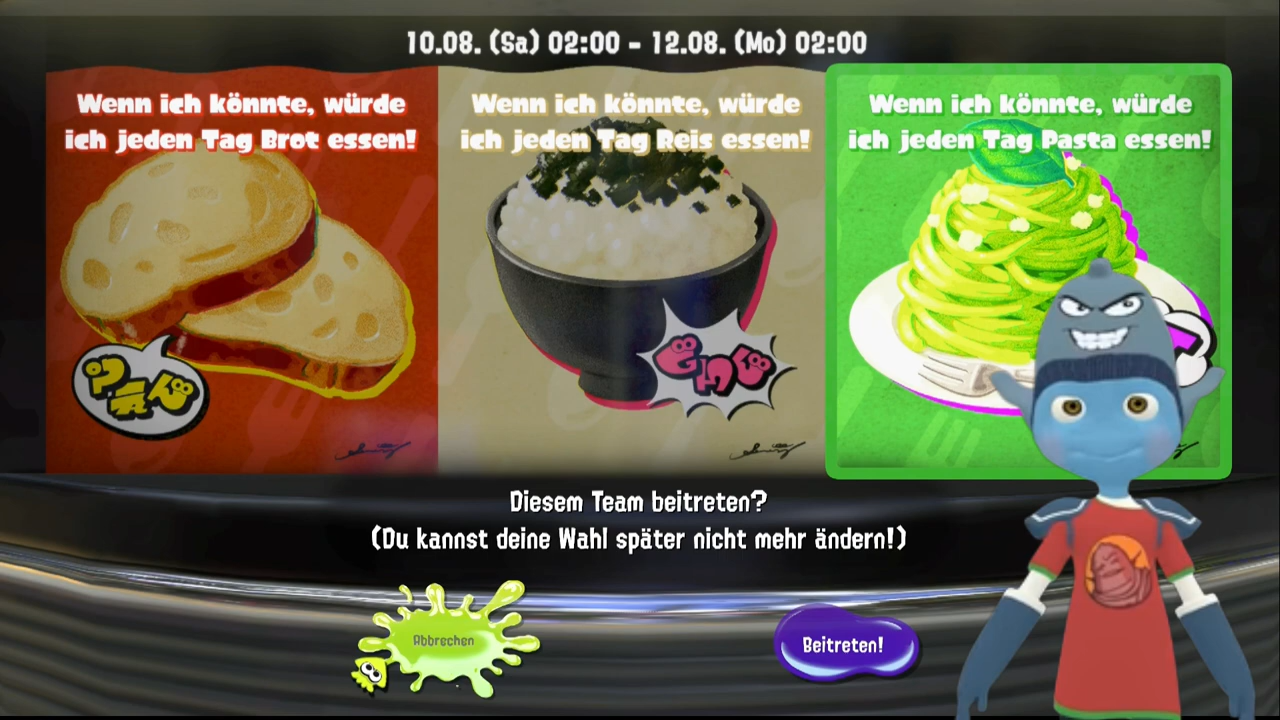 10.08. (Sa) 02:00 – 12.08. (Mo) 02:00
Wenn ich könnte, würde
ich jeden Tag Brot essen!
Wenn ich könnte, würde
ich jeden Tag Reis essen!
Wenn ich könnte, würde
ich jeden Tag Pasta essen!
Diesem Team beitreten?
(Du kannst deine Wahl später nicht mehr ändern!)
Abbrechen
Beitreten!